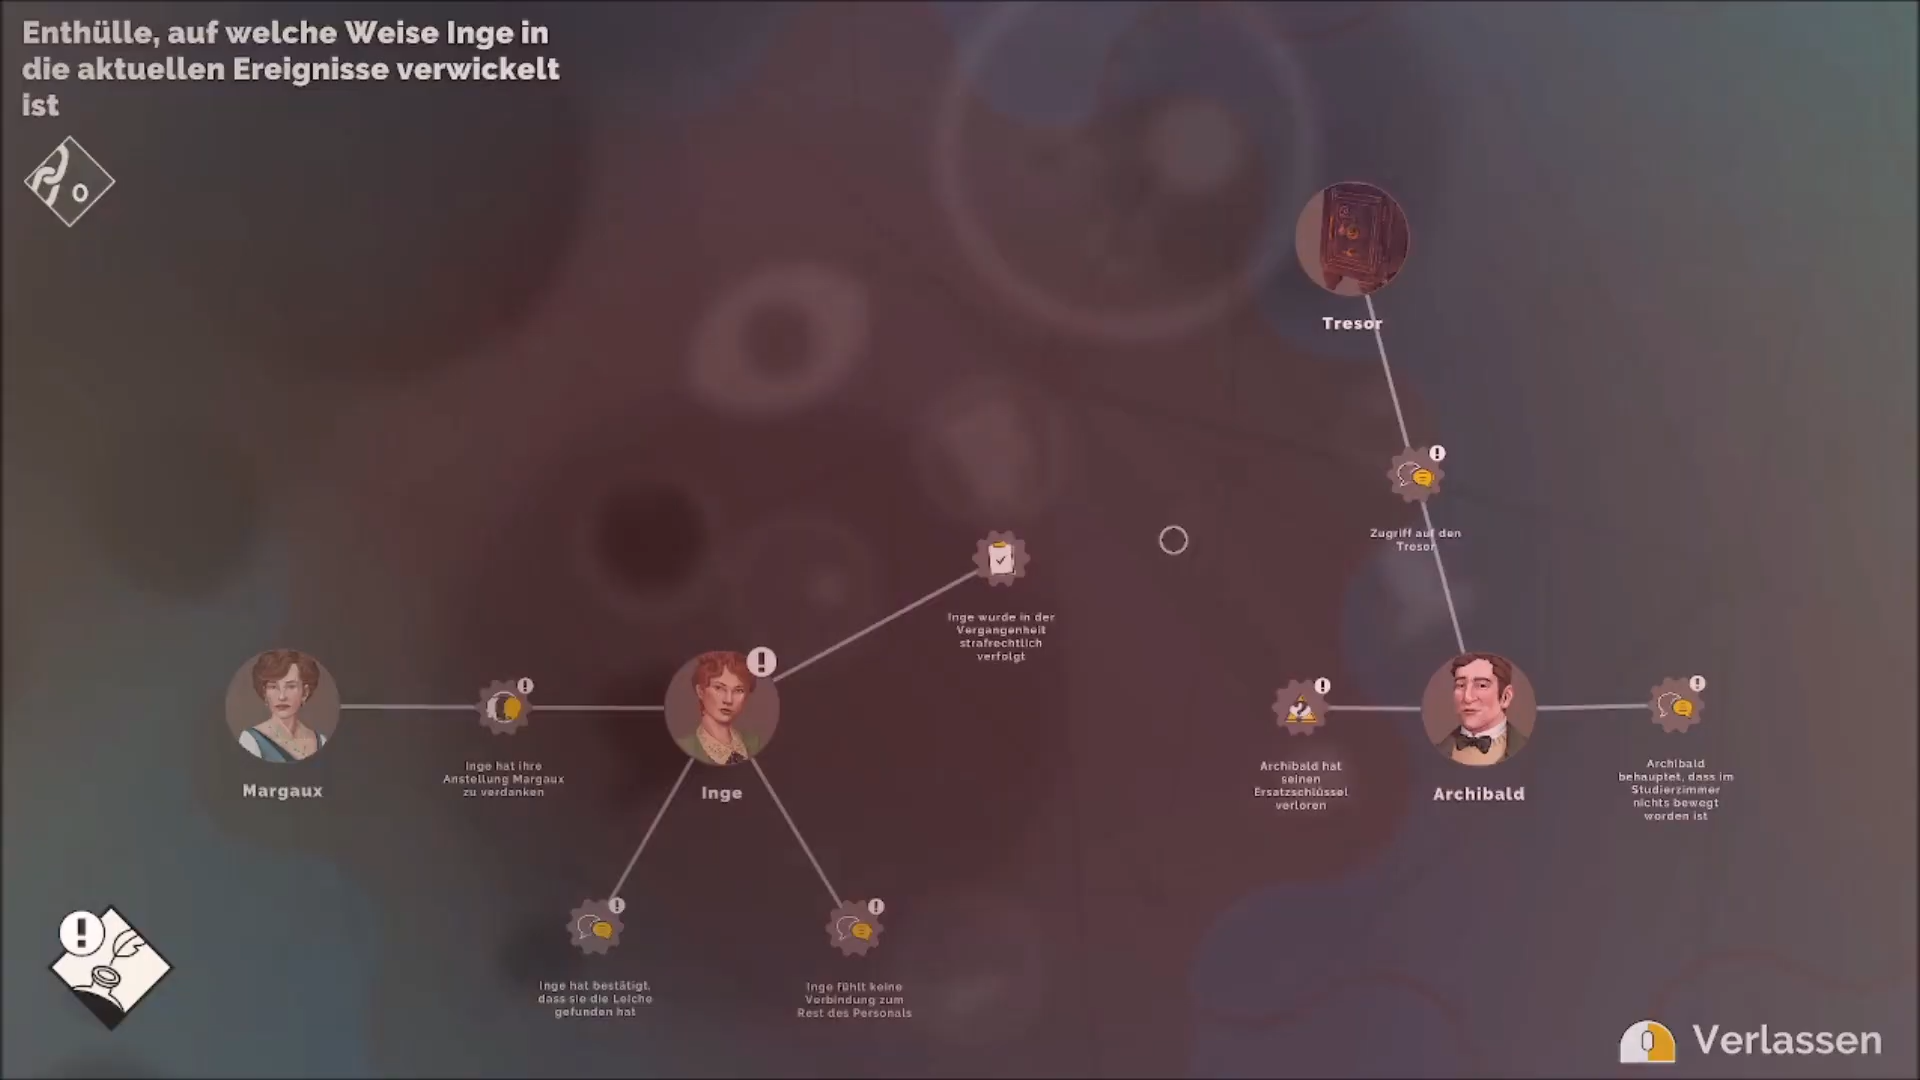 Enthülle, auf welche Weise Inge in
die aktuellen Ereignisse verwickelt
ist
0
Tresor
Zugriff auf den
Tresor
Inge wurde in der
Vergangenheit
strafrechtlich
verfolgt
Margaux
Inge hat ihre
Anstellung Margaux
zu verdanken
Inge
Archibald hat
seinen
Ersatzschlüssel
verloren
Archibald
Archibald
behauptet, dass im
Studierzimmer
nichts bewegt
worden ist
Inge hat bestätigt,
dass sie die Leiche
gefunden hat
Inge fühlt keine
Verbindung zum
Rest des Personals
Verlassen